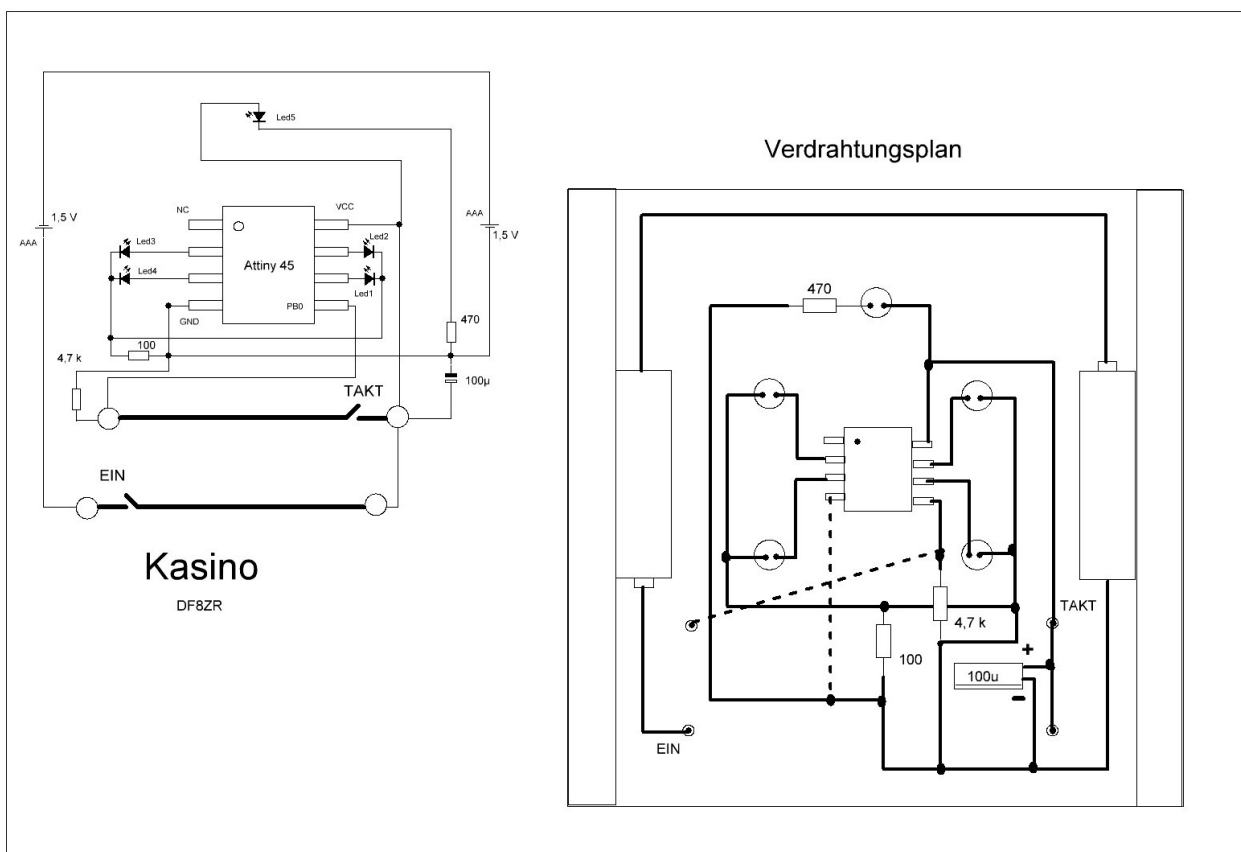 Led5
1,5 V
AAA
NC
VCC
AAA
1,5 V
Led3
Led2
Led4
Attiny 45
Led1
GND
PB0
470
100
4,7 k
100µ
TAKT
EIN
Kasino
DF8ZR
Verdrahtungsplan
470
4,7 k
100
TAKT
+
100u
-
EIN